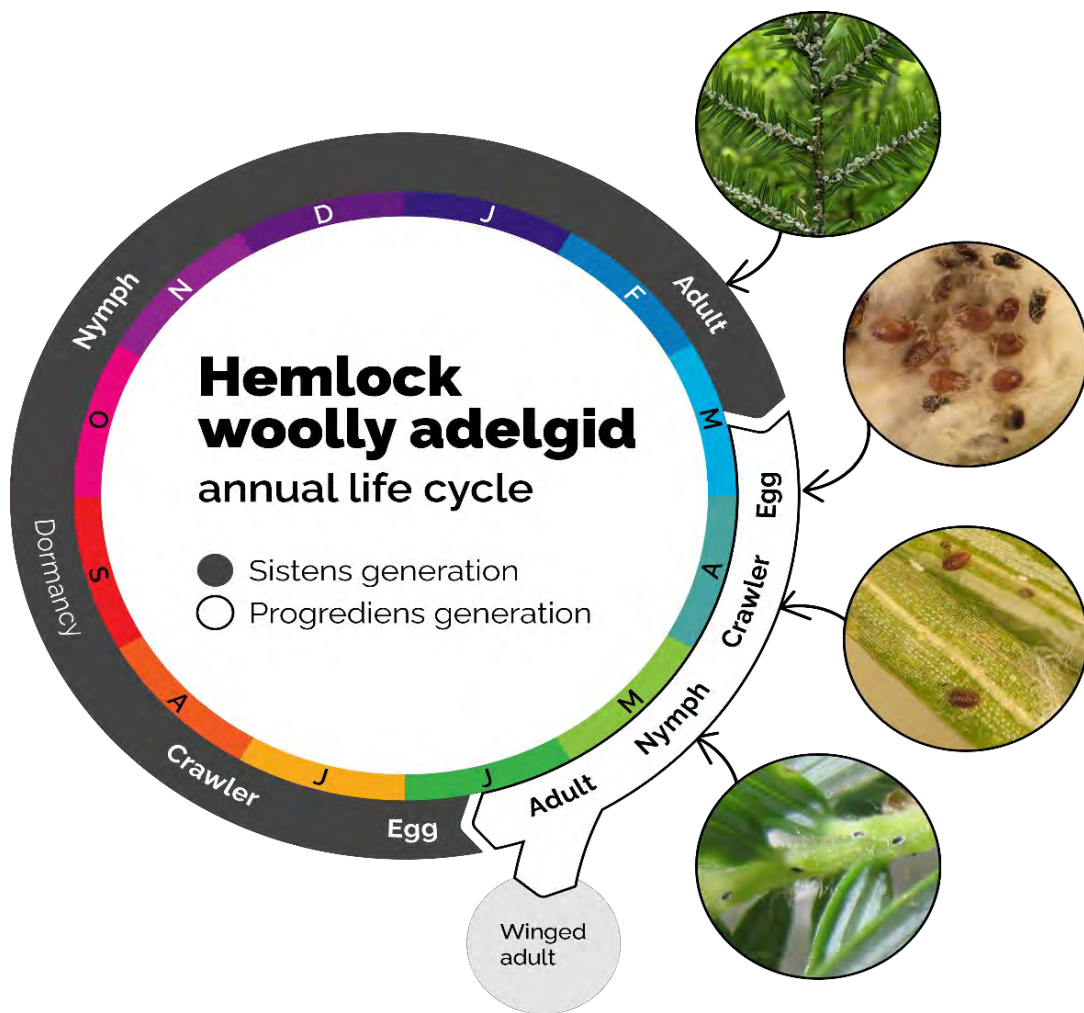 Hemlock
woolly adelgid
annual life cycle
Sistens generation
Progrediens generation
J
F
M
A
M
J
J
A
S
O
N
D
Adult
Egg
Crawler
Nymph
Adult
Winged
adult
Egg
Crawler
Dormancy
Nymph